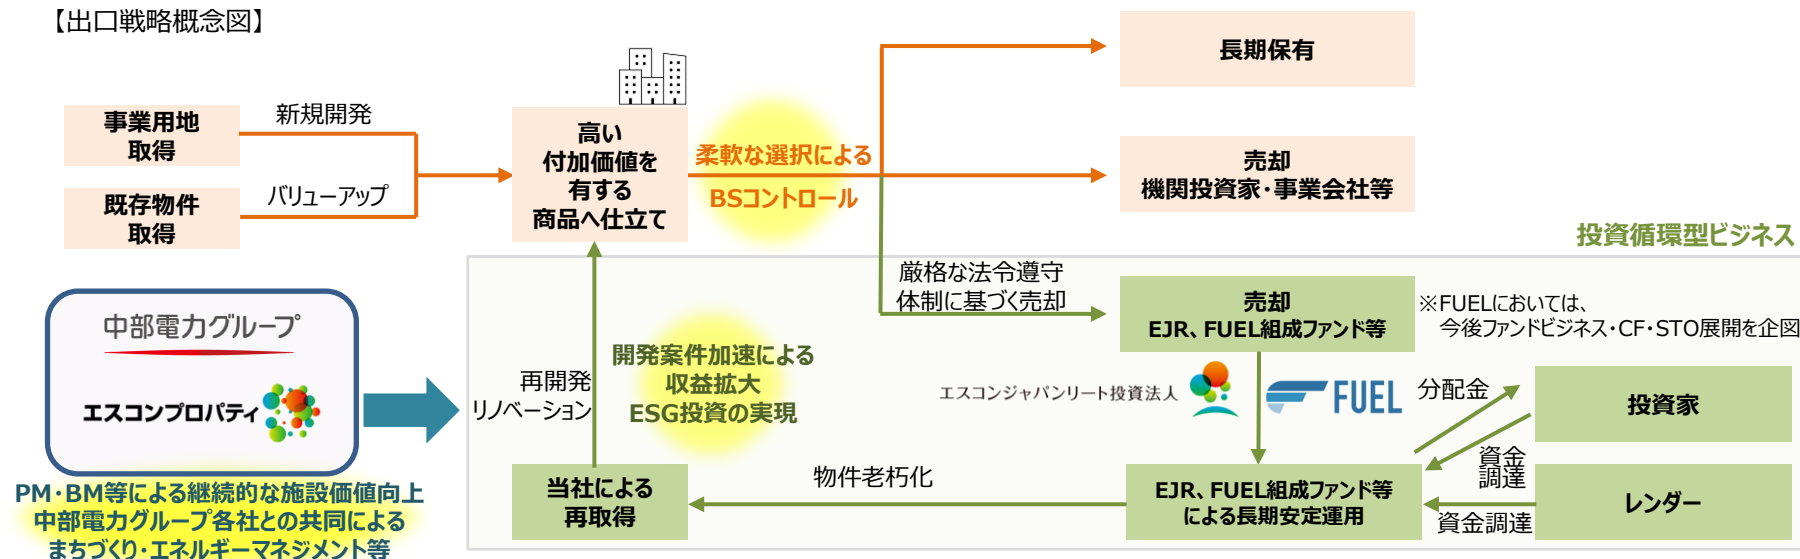 【出口戦略概念図】
事業用地
取得
新規開発
既存物件
取得
バリューアップ
高い
付加価値を
有する
商品へ仕立て
柔軟な選択による
BSコントロール
長期保有
売却
機関投資家・事業会社等
投資循環型ビジネス
厳格な法令遵守
体制に基づく売却
売却
EJR、FUEL組成ファンド等
※FUELにおいては、
今後ファンドビジネス・CF・STO展開を企図
中部電力グループ
エスコンプロパティ
PM・BM等による継続的な施設価値向上
中部電力グループ各社との共同による
まちづくり・エネルギーマネジメント等
再開発
リノベーション
開発案件加速による
収益拡大
ESG投資の実現
エスコンジャパンリート投資法人
FUEL
分配金
投資家
資金
調達
当社による
再取得
物件老朽化
EJR、FUEL組成ファンド等
による長期安定運用
資金調達
レンダー